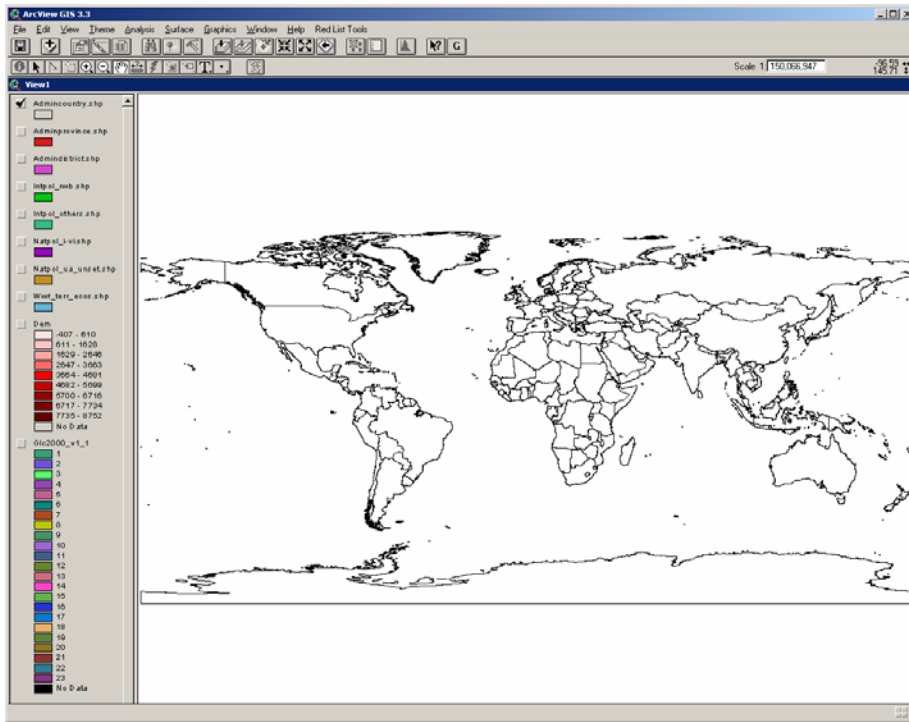 ArcView GIS 3.3
File Edit View Theme Analysis Surface Graphics Window Help Red List Tools
G
T
Scale 1: 150,066,947
-96.59
145.71
View1
Admincountry.shp
Adminprovince.shp
Admindistrict.shp
Intpol_nwb.shp
Intpol_others.shp
Natpol_i-vi.shp
Natpol_ua_unset.shp
Wwf_terr_ecos.shp
Dem
-407 - 610
611 - 1628
1629 - 2646
2647 - 3663
3664 - 4681
4682 - 5699
5700 - 6716
6717 - 7734
7735 - 8752
No Data
Glc2000_v1_1
1
2
3
4
5
6
7
8
9
10
11
12
13
14
15
16
17
18
19
20
21
22
23
No Data